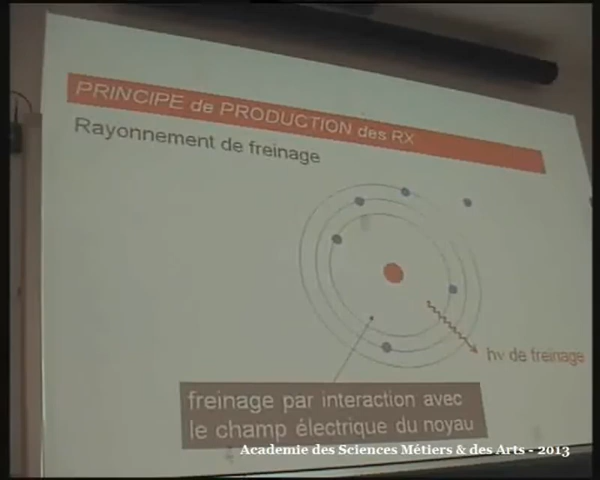 PRINCIPE de PRODUCTION des RX
Rayonnement de freinage
hν de freinage
freinage par interaction avec
le champ électrique du noyau
Academie des Sciences Métiers & des Arts - 2013